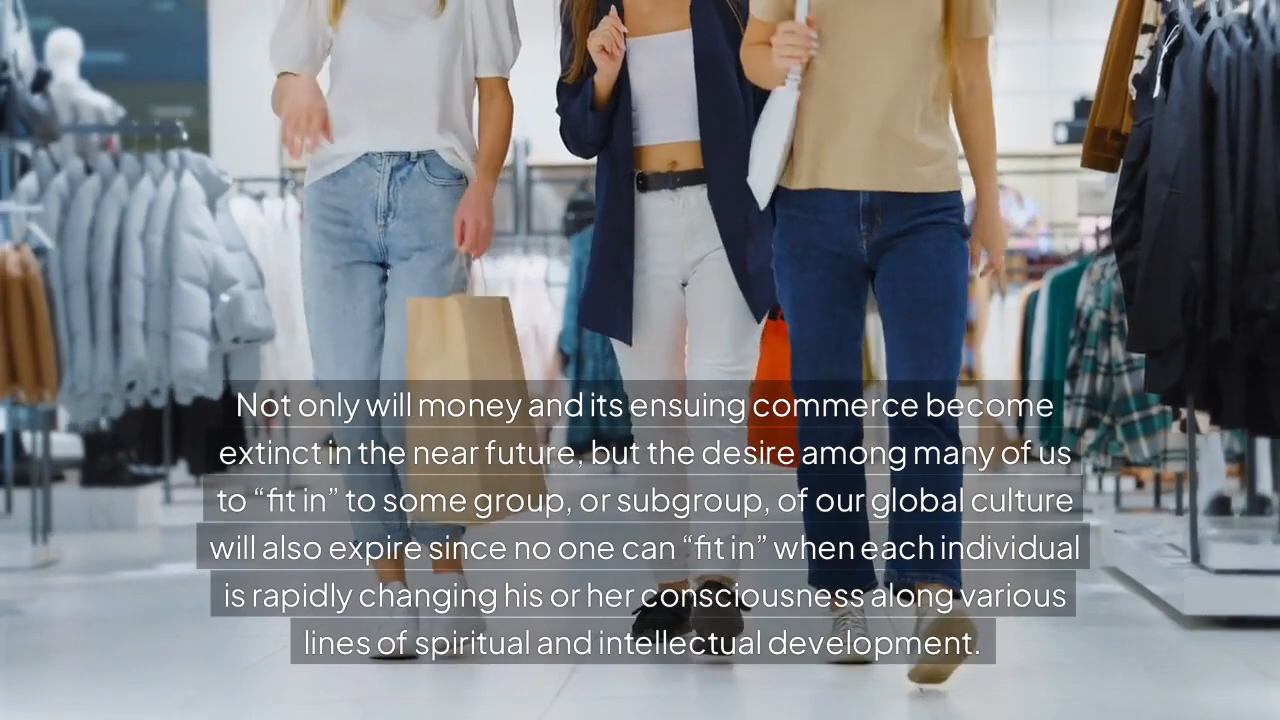 Not only will money and its ensuing commerce become
extinct in the near future, but the desire among many of us
to “fit in” to some group, or subgroup, of our global culture
will also expire since no one can “fit in” when each individual
is rapidly changing his or her consciousness along various
lines of spiritual and intellectual development.